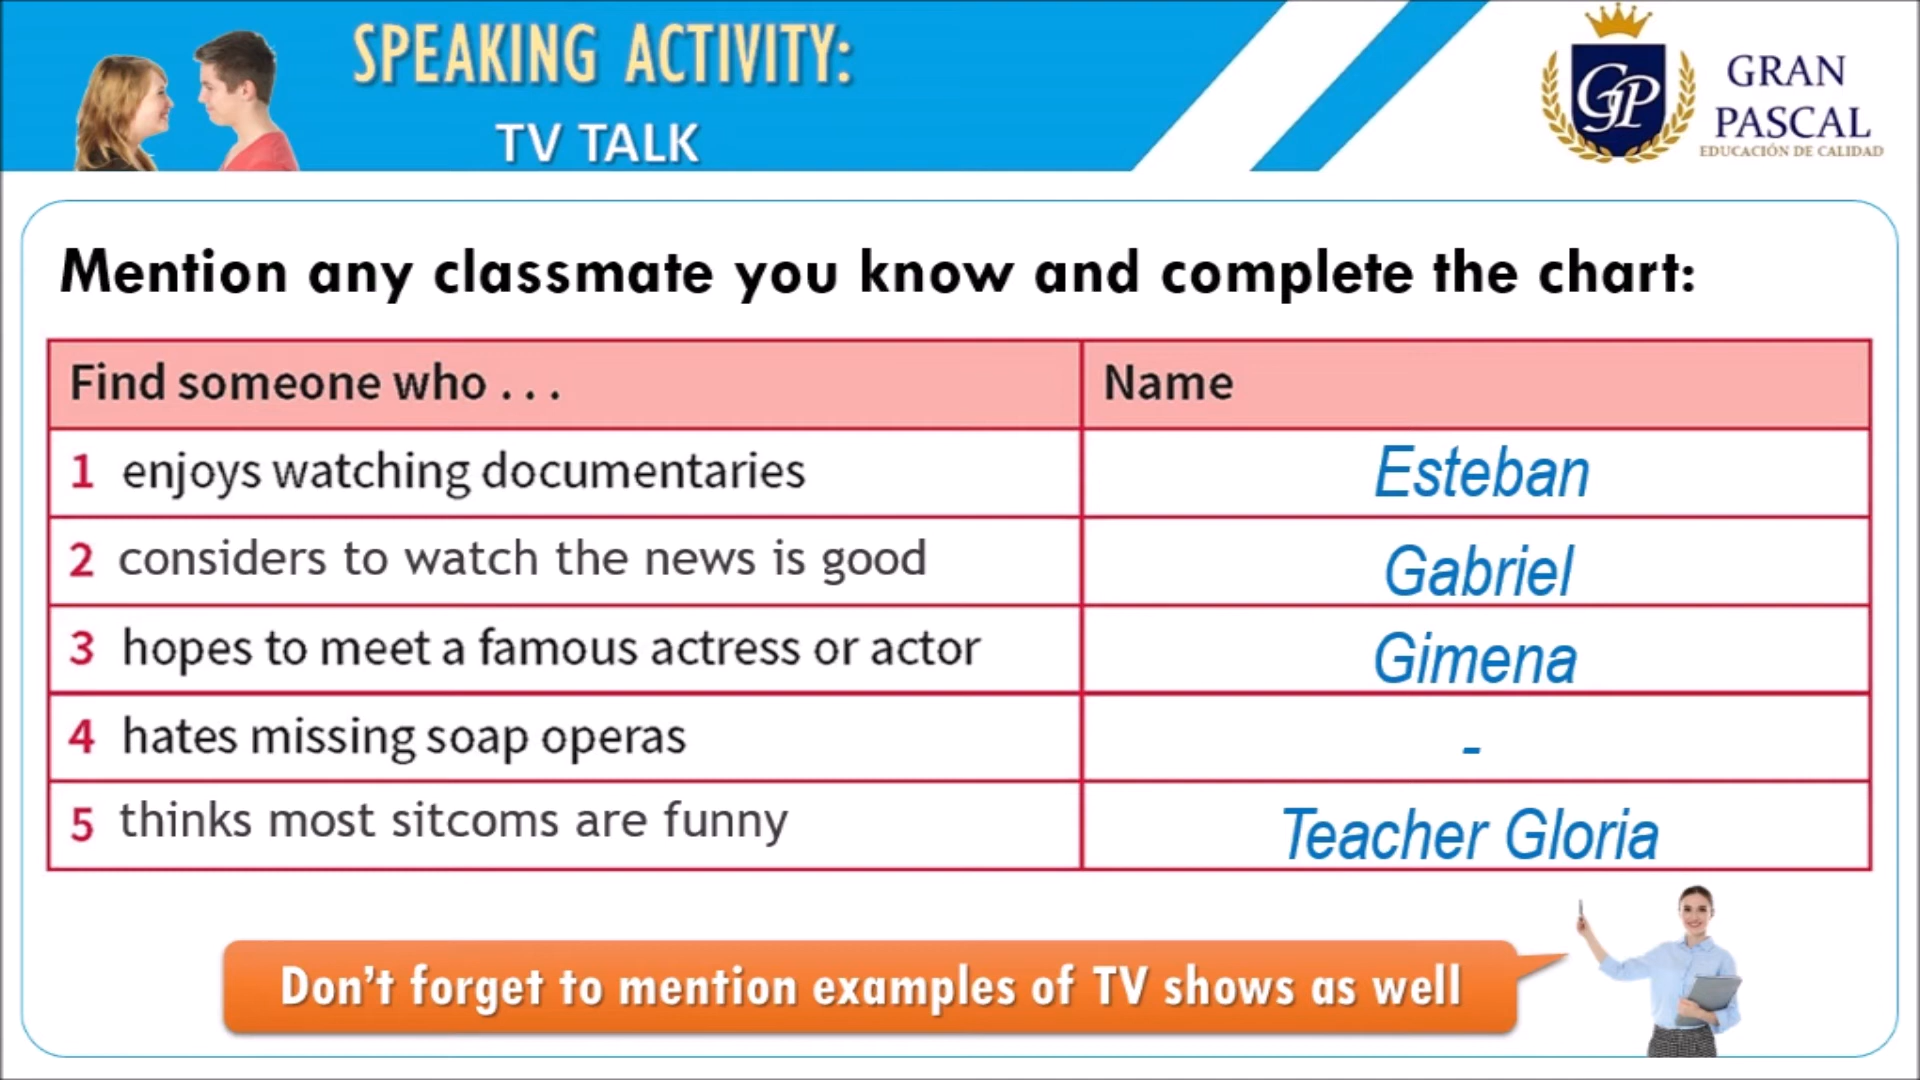 SPEAKING ACTIVITY:
TV TALK
GP
GRAN
PASCAL
EDUCACIÓN DE CALIDAD
Mention any classmate you know and complete the chart:
Find someone who . . .
Name
1 enjoys watching documentaries
Esteban
2 considers to watch the news is good
Gabriel
3 hopes to meet a famous actress or actor
Gimena
4 hates missing soap operas
-
5 thinks most sitcoms are funny
Teacher Gloria
Don't forget to mention examples of TV shows as well